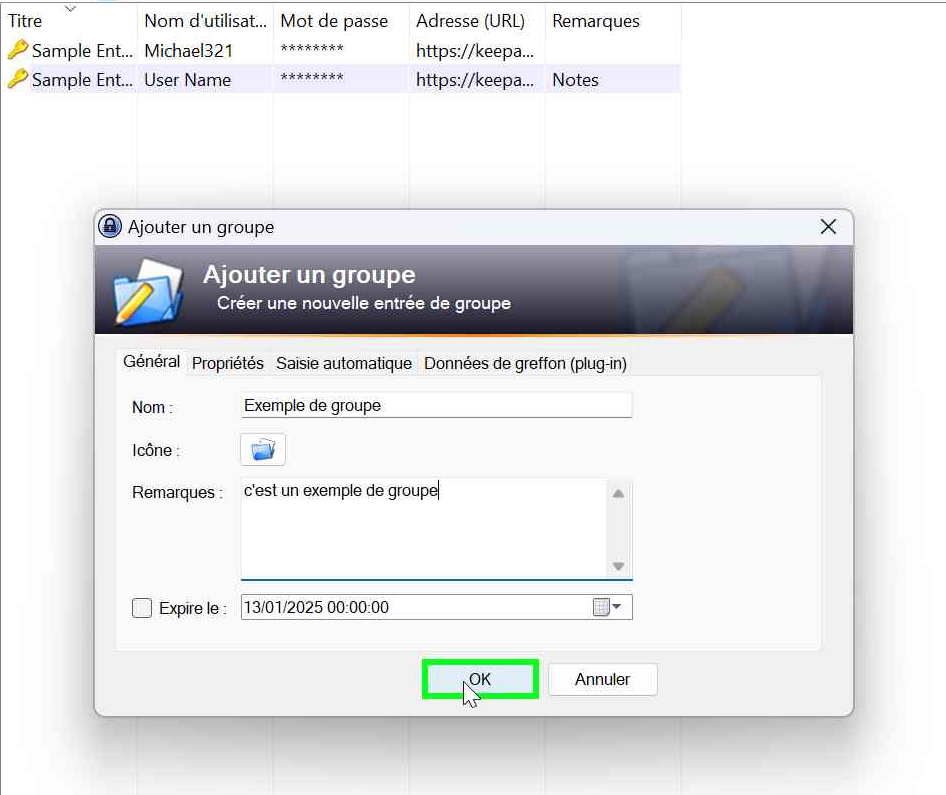 Titre Nom d'utilisat... Mot de passe Adresse (URL) Remarques
Sample Ent... Michael321 ******** https://keepa...
Sample Ent... User Name ******** https://keepa... Notes
Ajouter un groupe
Ajouter un groupe
Créer une nouvelle entrée de groupe
Général Propriétés Saisie automatique Données de greffon (plug-in)
Nom : Exemple de groupe
Icône :
Remarques : c'est un exemple de groupe
Expire le : 13/01/2025 00:00:00
OK Annuler